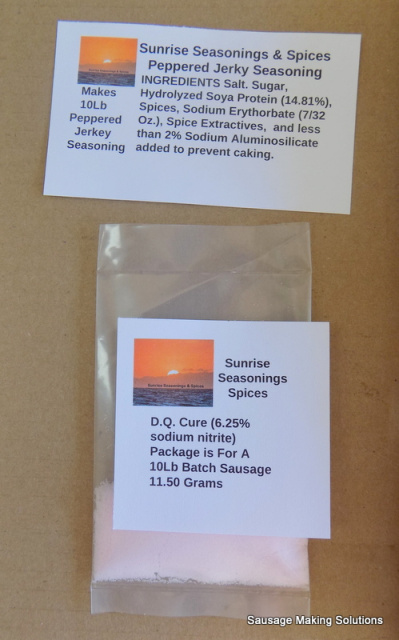 Sunrise Seasonings & Spices
Peppered Jerky Seasoning
INGREDIENTS Salt. Sugar,
Hydrolyzed Soya Protein (14.81%),
Spices, Sodium Erythorbate (7/32
Oz.), Spice Extractives, and less
than 2% Sodium Aluminosilicate
added to prevent caking.
Makes
10Lb
Peppered
Jerkey
Seasoning
Sunrise
Seasonings
Spices
Sunrise Seasonings & Spices
D.Q. Cure (6.25%
sodium nitrite)
Package is For A
10Lb Batch Sausage
11.50 Grams
Sausage Making Solutions